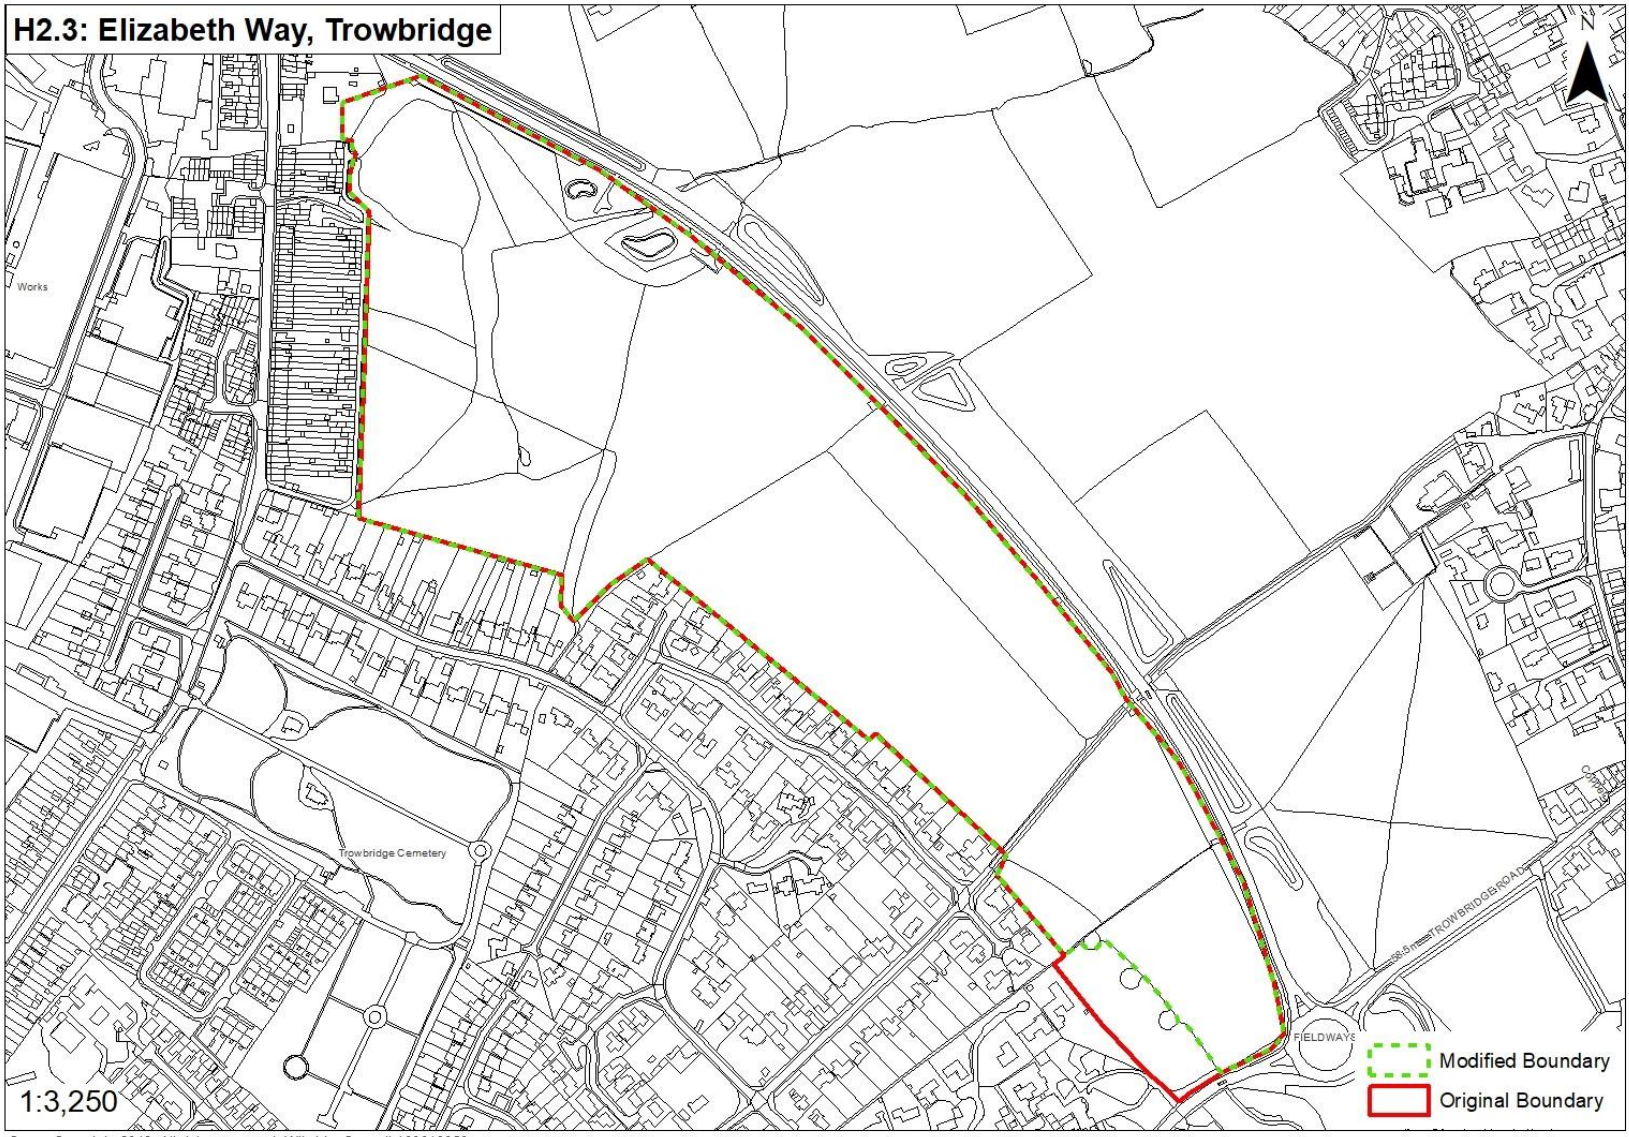 H2.3: Elizabeth Way, Trowbridge
N
Works
Trowbridge Cemetery
TROWBRIDGE ROAD
FIELDWAYS
Modified Boundary
Original Boundary
1:3,250